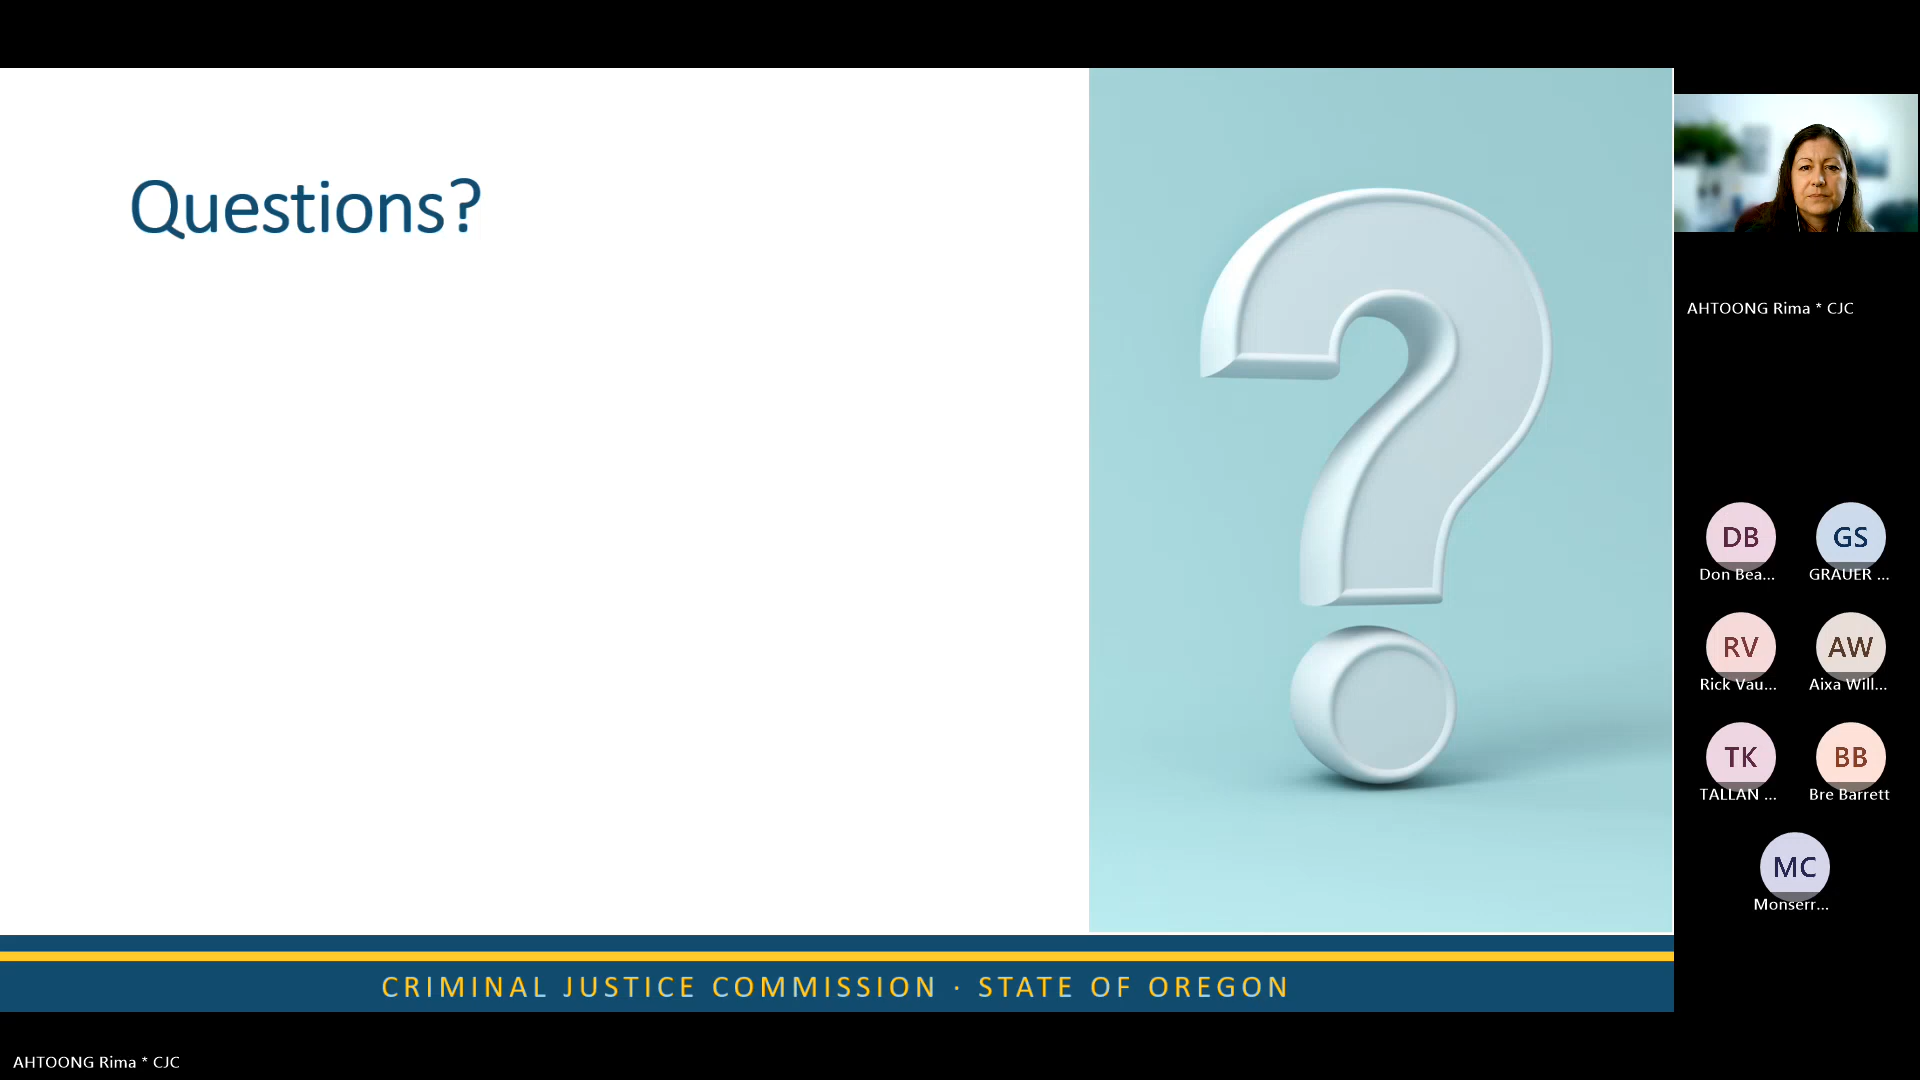 Questions?
AHTOONG Rima * CJC
DB
GS
Don Bea...
GRAUER ...
RV
AW
Rick Vau...
Aixa Will...
TK
BB
TALLAN ...
Bre Barrett
MC
Monserr...
CRIMINAL JUSTICE COMMISSION · STATE OF OREGON
AHTOONG Rima * CJC